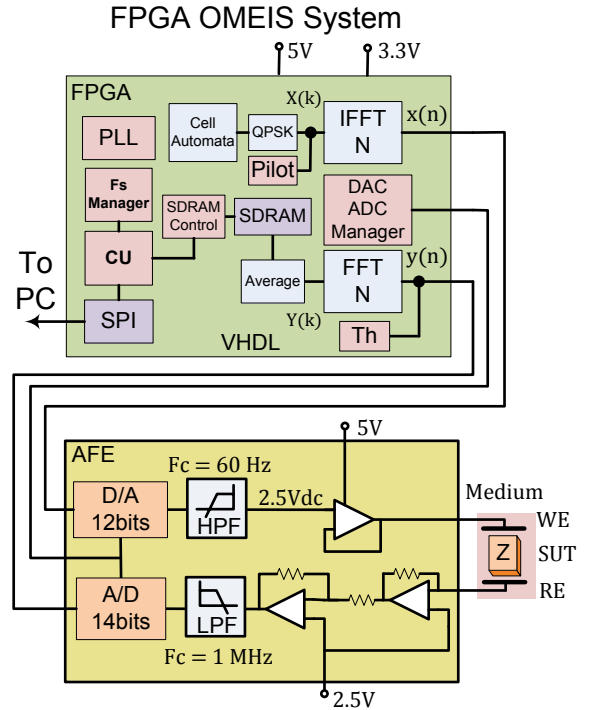 FPGA OMEIS System
5V
3.3V
FPGA
X(k)
x(n)
PLL
Cell
Automata
QPSK
IFFT
N
Pilot
Fs
Manager
SDRAM
Control
SDRAM
DAC
ADC
Manager
CU
y(n)
To
PC
Average
FFT
N
SPI
Y(k)
Th
VHDL
AFE
5V
Fc = 60 Hz
D/A
12bits
HPF
2.5Vdc
Medium
WE
Z
SUT
RE
A/D
14bits
LPF
Fc = 1 MHz
2.5V